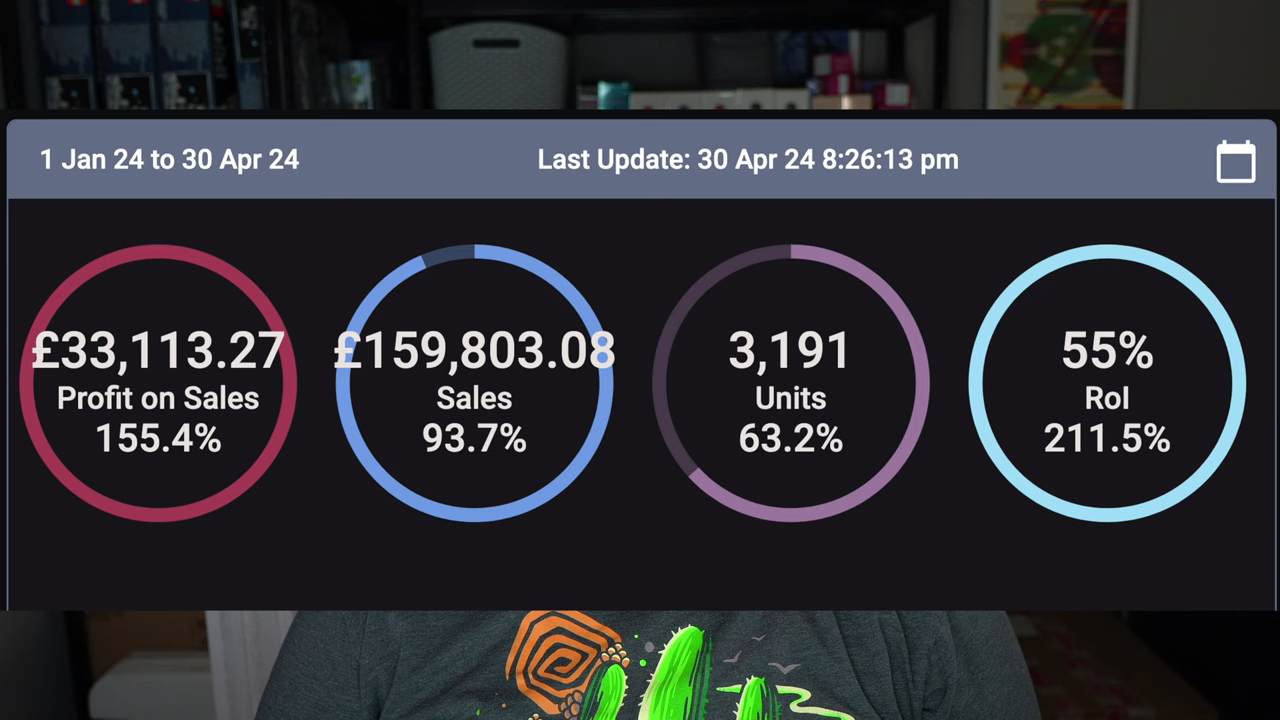 1 Jan 24 to 30 Apr 24
Last Update: 30 Apr 24 8:26:13 pm
£33,113.27
Profit on Sales
155.4%
£159,803.08
Sales
93.7%
3,191
Units
63.2%
55%
RoI
211.5%